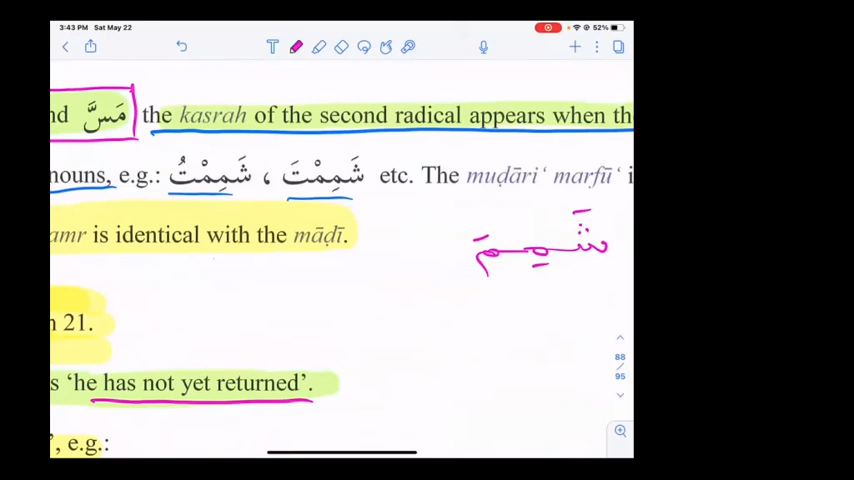 3:43 PM Sat May 22
52%
nd مَسَّ the kasrah of the second radical appears when the
nouns, e.g.: شَمِمْتُ ، شَمِمْتَ etc. The muḍāri‘ marfū‘ i
شَمِمَ
amr is identical with the māḍī.
n 21.
88
95
s ‘he has not yet returned’.
’, e.g.: